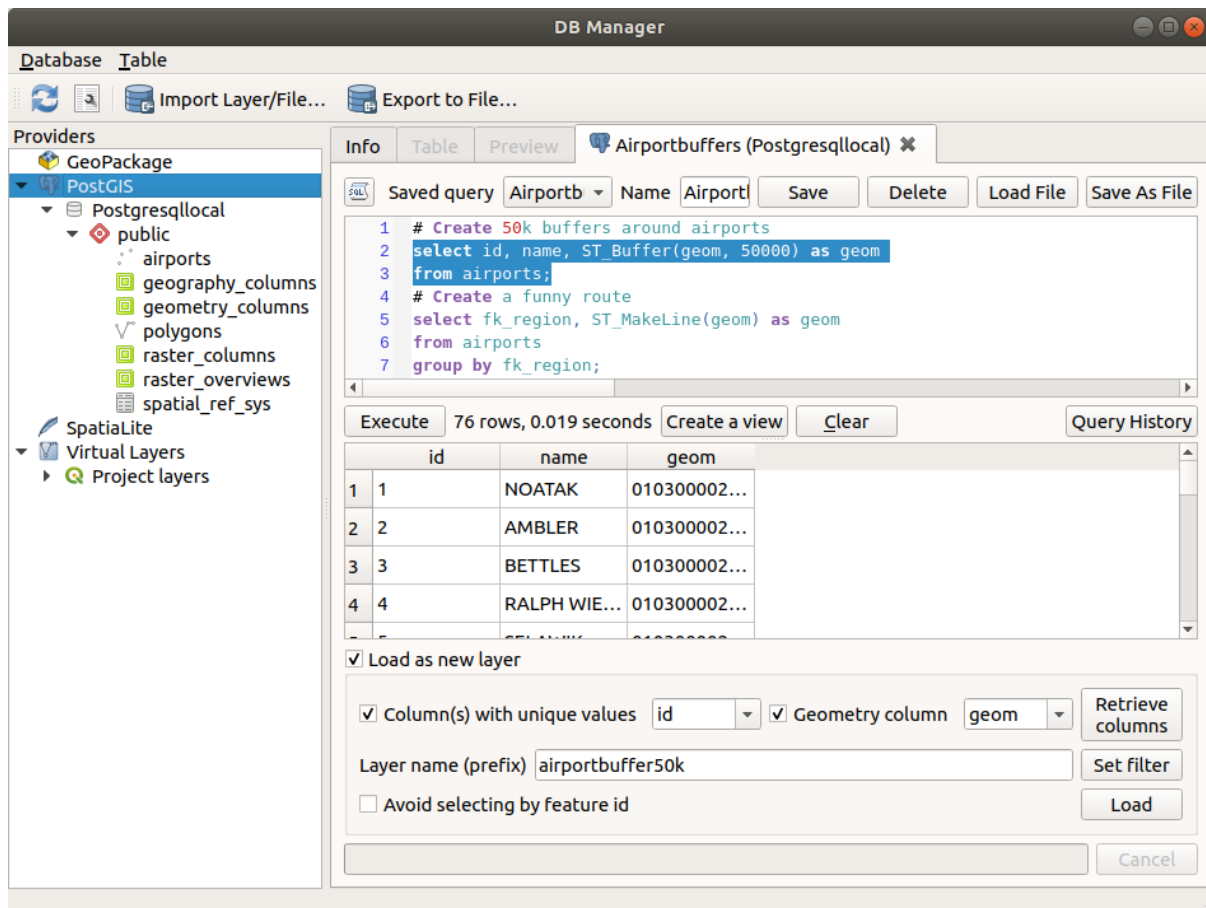 DB Manager
Database Table
Import Layer/File... Export to File...
Providers
GeoPackage
PostGIS
Postgresqllocal
public
airports
geography_columns
geometry_columns
polygons
raster_columns
raster_overviews
spatial_ref_sys
SpatiaLite
Virtual Layers
Project layers
Info Table Preview Airportbuffers (Postgresqllocal)
SQL Saved query Airportb Name Airportl Save Delete Load File Save As File
1 # Create 50k buffers around airports
2 select id, name, ST_Buffer(geom, 50000) as geom
3 from airports;
4 # Create a funny route
5 select fk_region, ST_MakeLine(geom) as geom
6 from airports
7 group by fk_region;
Execute 76 rows, 0.019 seconds Create a view Clear Query History
id name geom
1 1 NOATAK 010300002...
2 2 AMBLER 010300002...
3 3 BETTLES 010300002...
4 4 RALPH WIE... 010300002...
Load as new layer
Column(s) with unique values id Geometry column geom Retrieve columns
Layer name (prefix) airportbuffer50k Set filter
Avoid selecting by feature id Load
Cancel